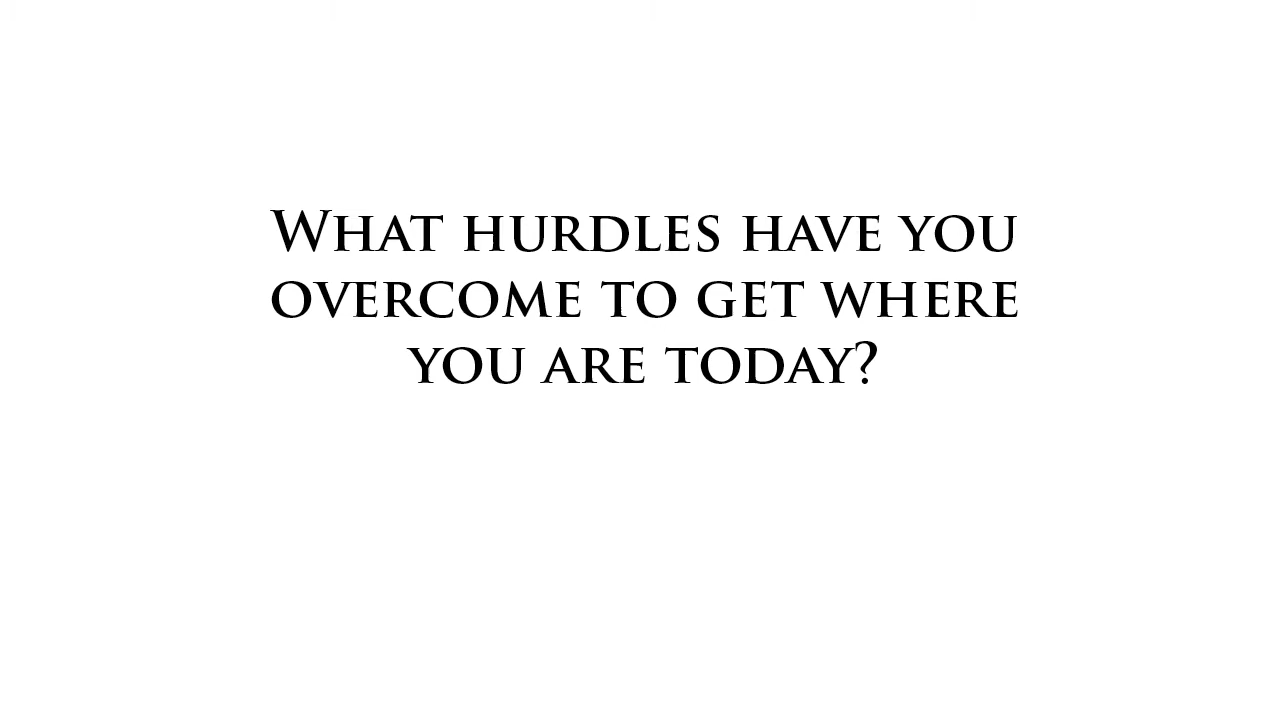 What hurdles have you
overcome to get where
you are today?